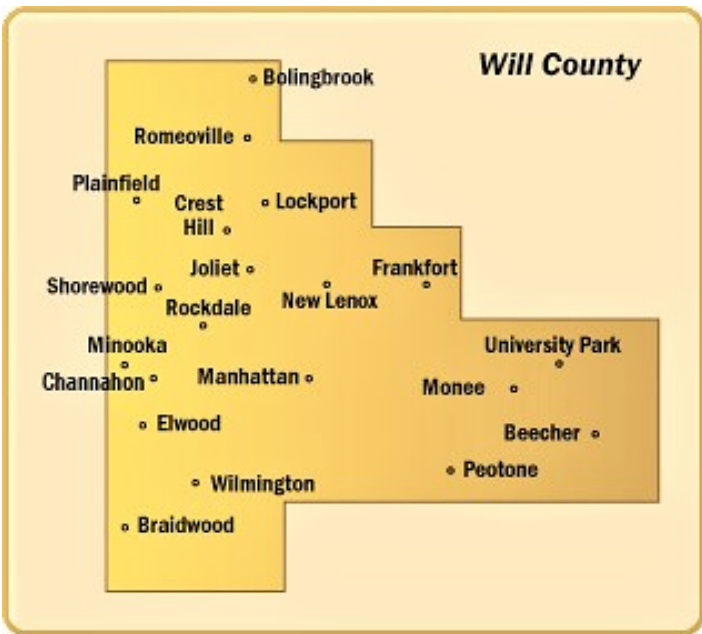 Will County
Bolingbrook
Romeoville
Plainfield
Crest
Hill
Lockport
Joliet
Frankfort
Shorewood
New Lenox
Rockdale
Minooka
University Park
Channahon
Manhattan
Monee
Elwood
Beecher
Peotone
Wilmington
Braidwood